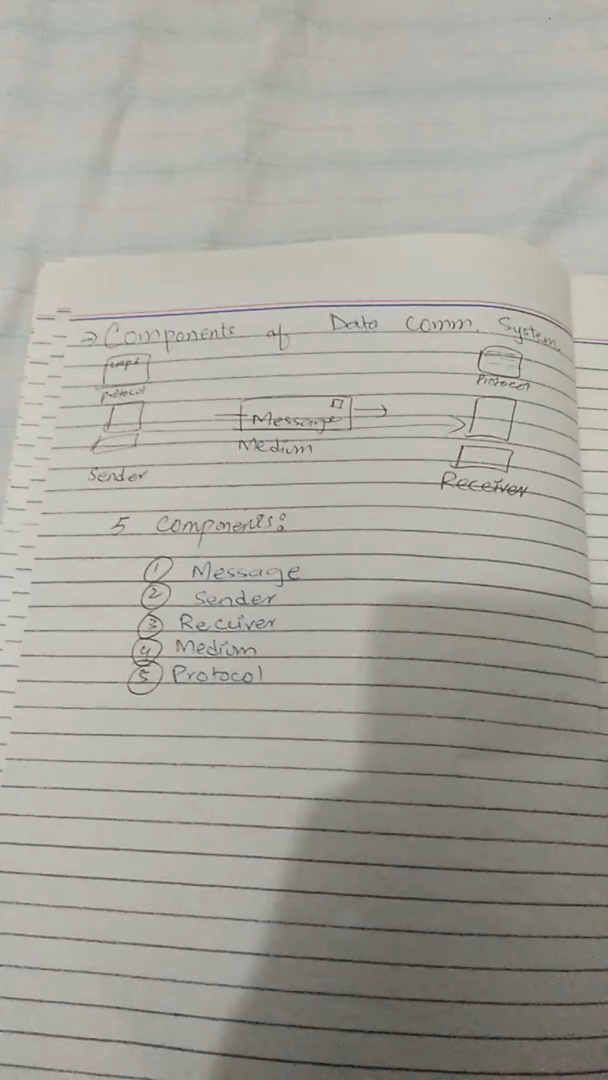 → Components of Data Comm. System.
Protocol
Protocol
Message
Medium
Sender
Receiver
5 Components:
① Message
② Sender
③ Receiver
④ Medium
⑤ Protocol